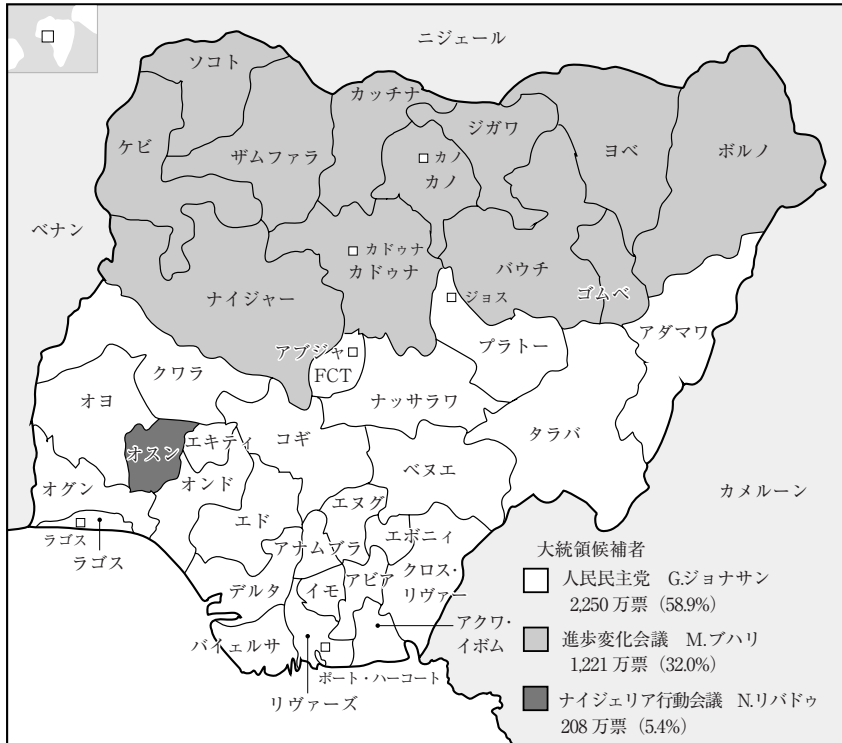 ニジェール
ソコト
カッチナ
ジガワ
ケビ
ザムファラ
カノ
カノ
ヨベ
ボルノ
ベナン
カドゥナ
カドゥナ
バウチ
ゴムベ
ナイジャー
ジョス
アダマワ
アブジャ
FCT
プラトー
クワラ
オヨ
ナッサラワ
タラバ
オスン
エキティ
コギ
ベヌエ
オグン
オンド
カメルーン
エヌグ
エド
エボニィ
ラゴス
ラゴス
アナムブラ
クロス・
リヴァー
デルタ
イモ
アビア
バイェルサ
アクワ・
イボム
ポート・ハーコート
リヴァーズ
大統領候補者
人民民主党 G.ジョナサン
2,250 万票（58.9%）
進歩変化会議 M.ブハリ
1,221 万票（32.0%）
ナイジェリア行動会議 N.リバドゥ
208 万票（5.4%）